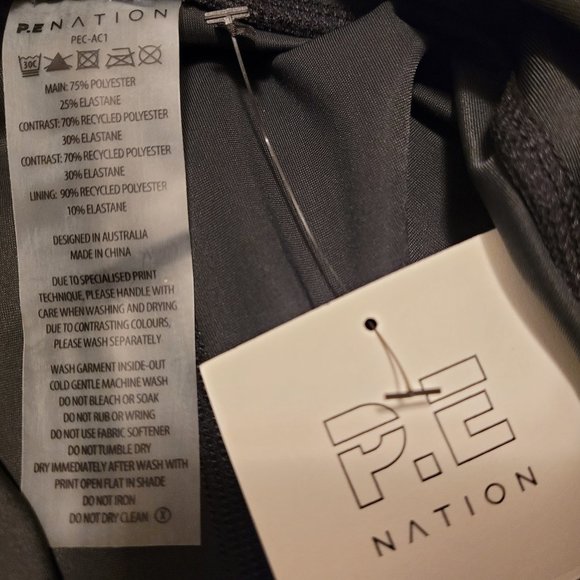 P.E NATION
PEC-AC1
30C
MAIN: 75% POLYESTER
25% ELASTANE
CONTRAST: 70% RECYCLED POLYESTER
30% ELASTANE
CONTRAST: 70% RECYCLED POLYESTER
30% ELASTANE
LINING: 90% RECYCLED POLYESTER
10% ELASTANE
DESIGNED IN AUSTRALIA
MADE IN CHINA
DUE TO SPECIALISED PRINT
TECHNIQUE, PLEASE HANDLE WITH
CARE WHEN WASHING AND DRYING
DUE TO CONTRASTING COLOURS,
PLEASE WASH SEPARATELY
WASH GARMENT INSIDE-OUT
COLD GENTLE MACHINE WASH
DO NOT BLEACH OR SOAK
DO NOT RUB OR WRING
DO NOT USE FABRIC SOFTENER
DO NOT TUMBLE DRY
DRY IMMEDIATELY AFTER WASH WITH
PRINT OPEN FLAT IN SHADE
DO NOT IRON
DO NOT DRY CLEAN X
P.E
NATION